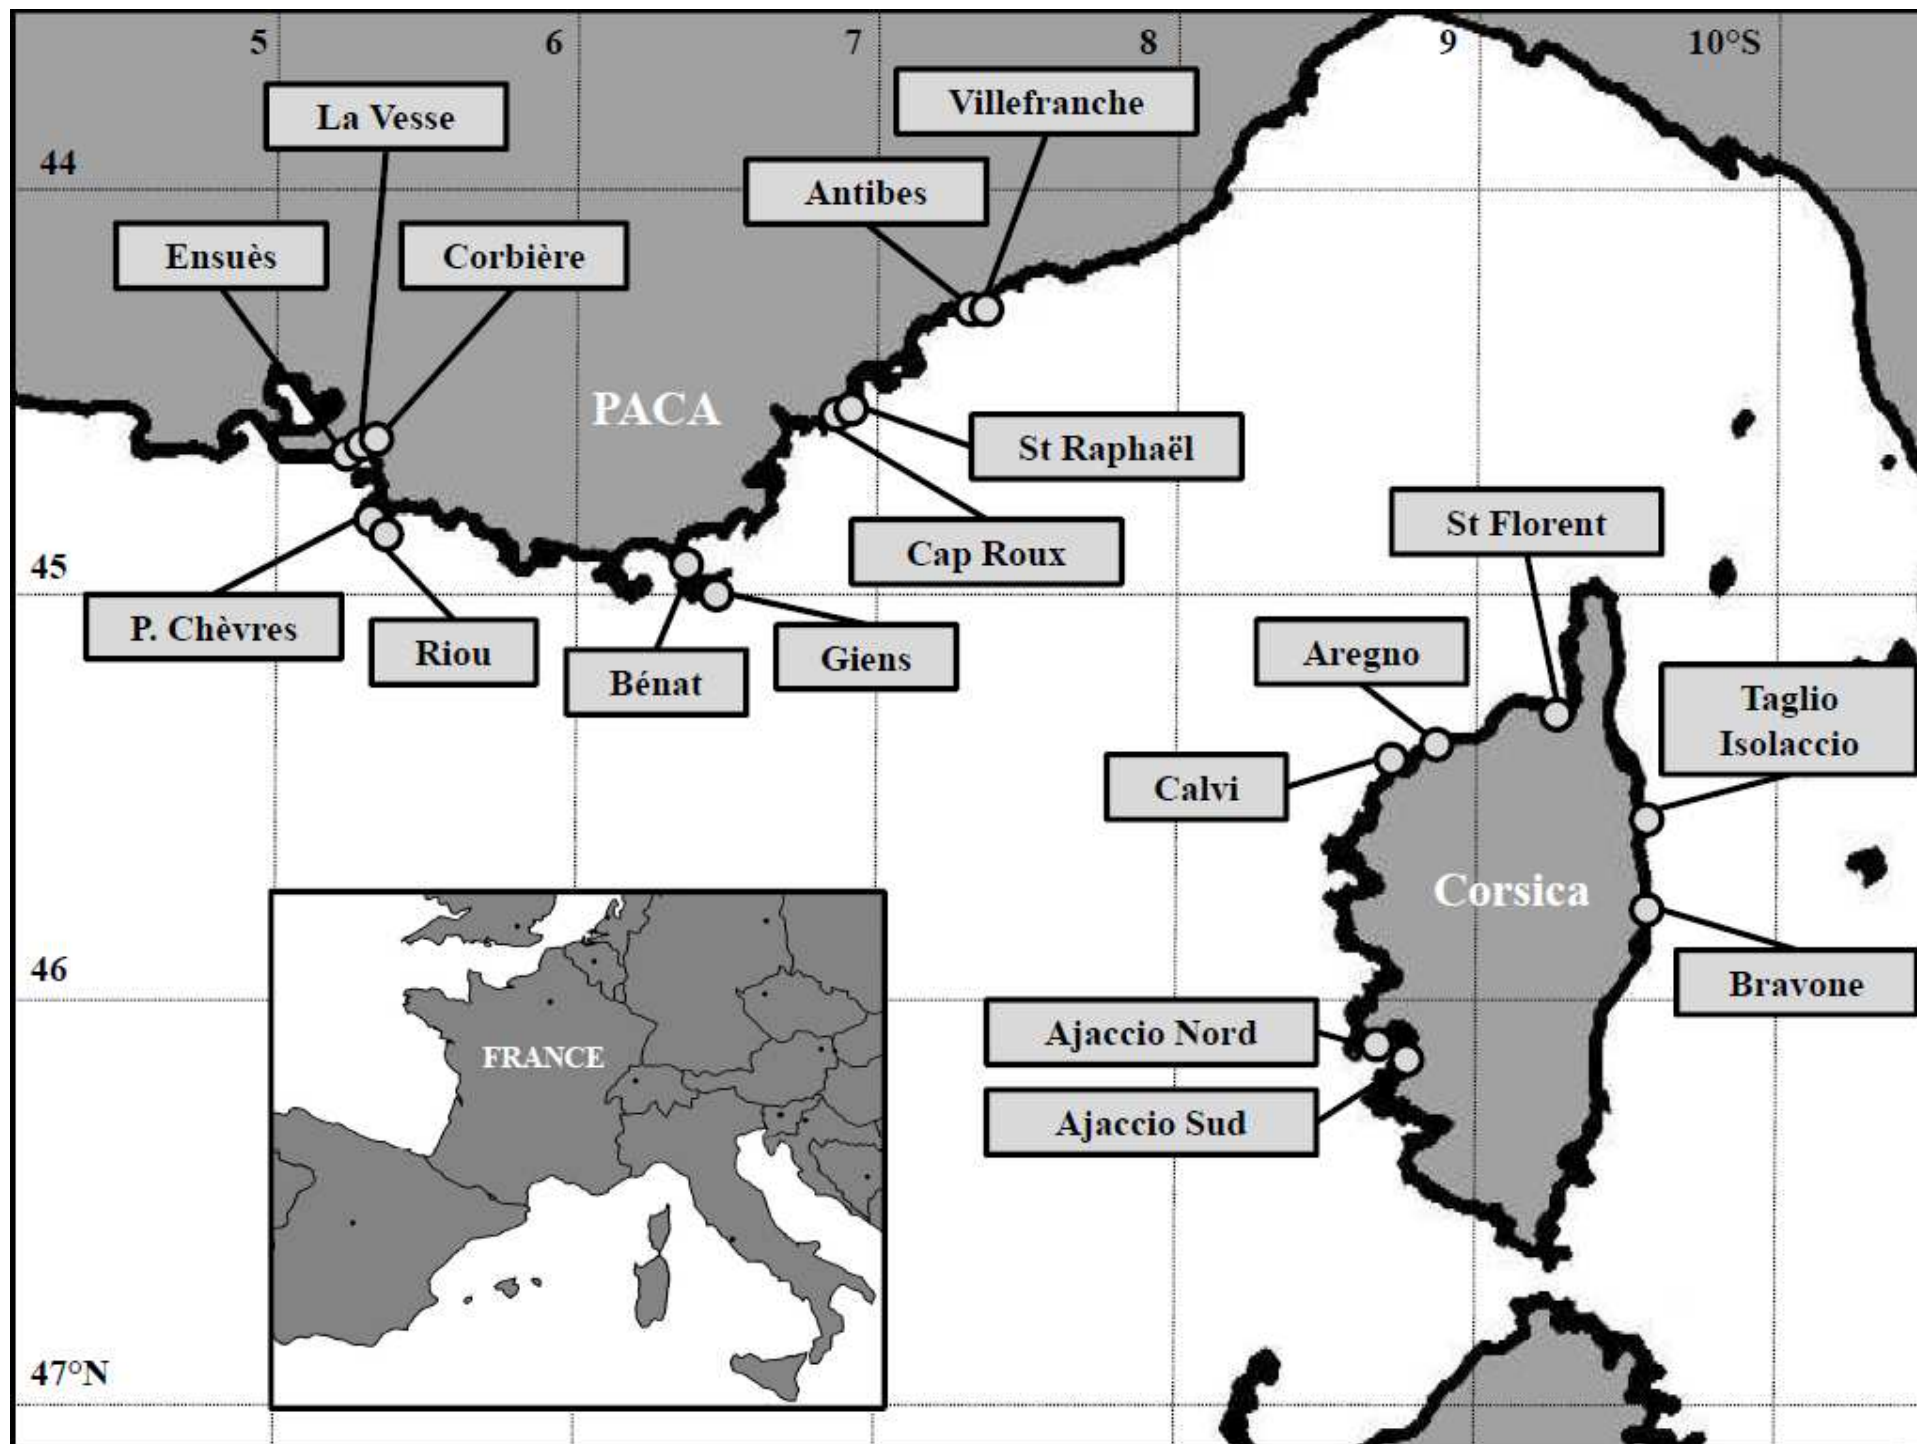 5
6
7
8
9
10°S
La Vesse
Villefranche
44
Antibes
Ensuès
Corbière
PACA
St Raphaël
St Florent
Cap Roux
45
P. Chèvres
Riou
Bénat
Giens
Aregno
Taglio
Isolaccio
Calvi
Corsica
46
Bravone
Ajaccio Nord
FRANCE
Ajaccio Sud
47°N